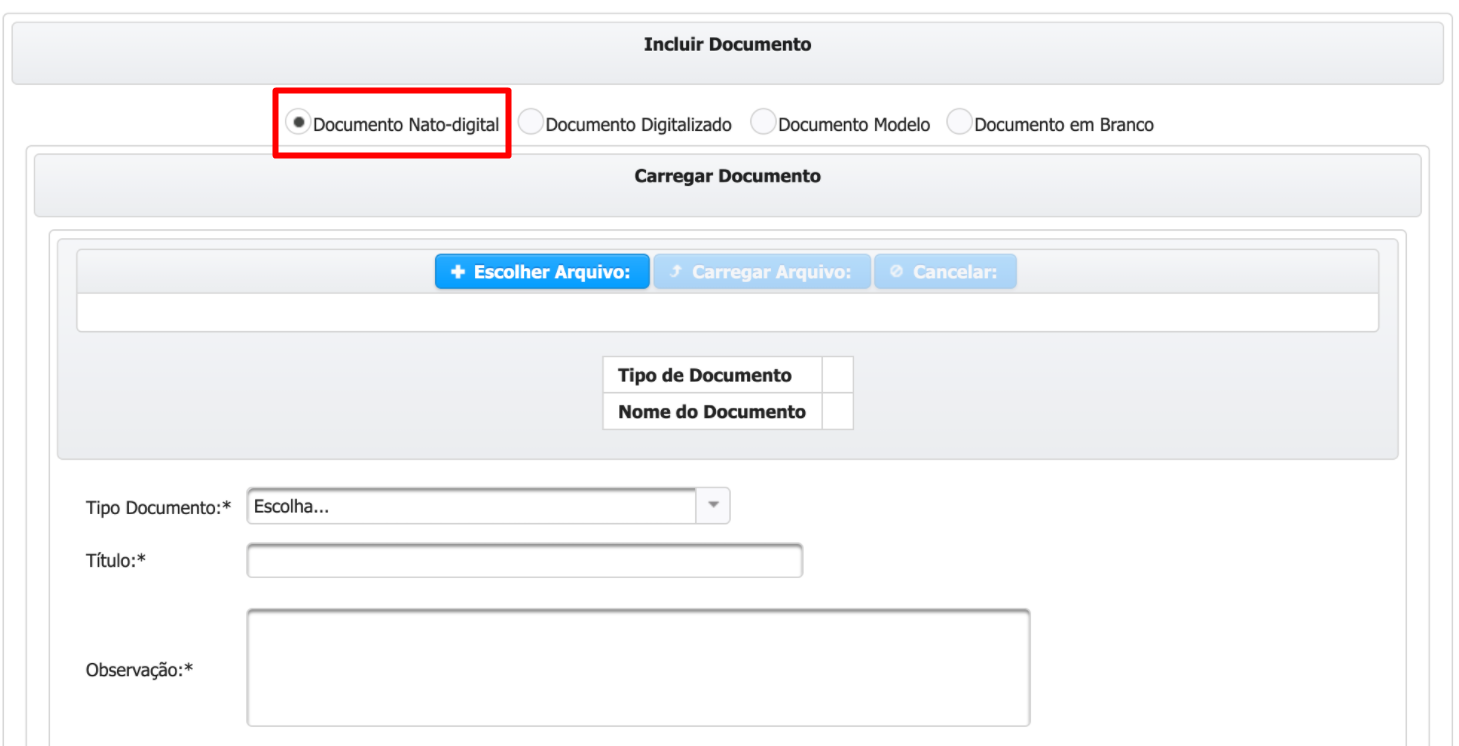 Incluir Documento
Documento Nato-digital Documento Digitalizado Documento Modelo Documento em Branco
Carregar Documento
Escolher Arquivo: Carregar Arquivo: Cancelar:
Tipo de Documento
Nome do Documento
Tipo Documento:* Escolha...
Título:*
Observação:*